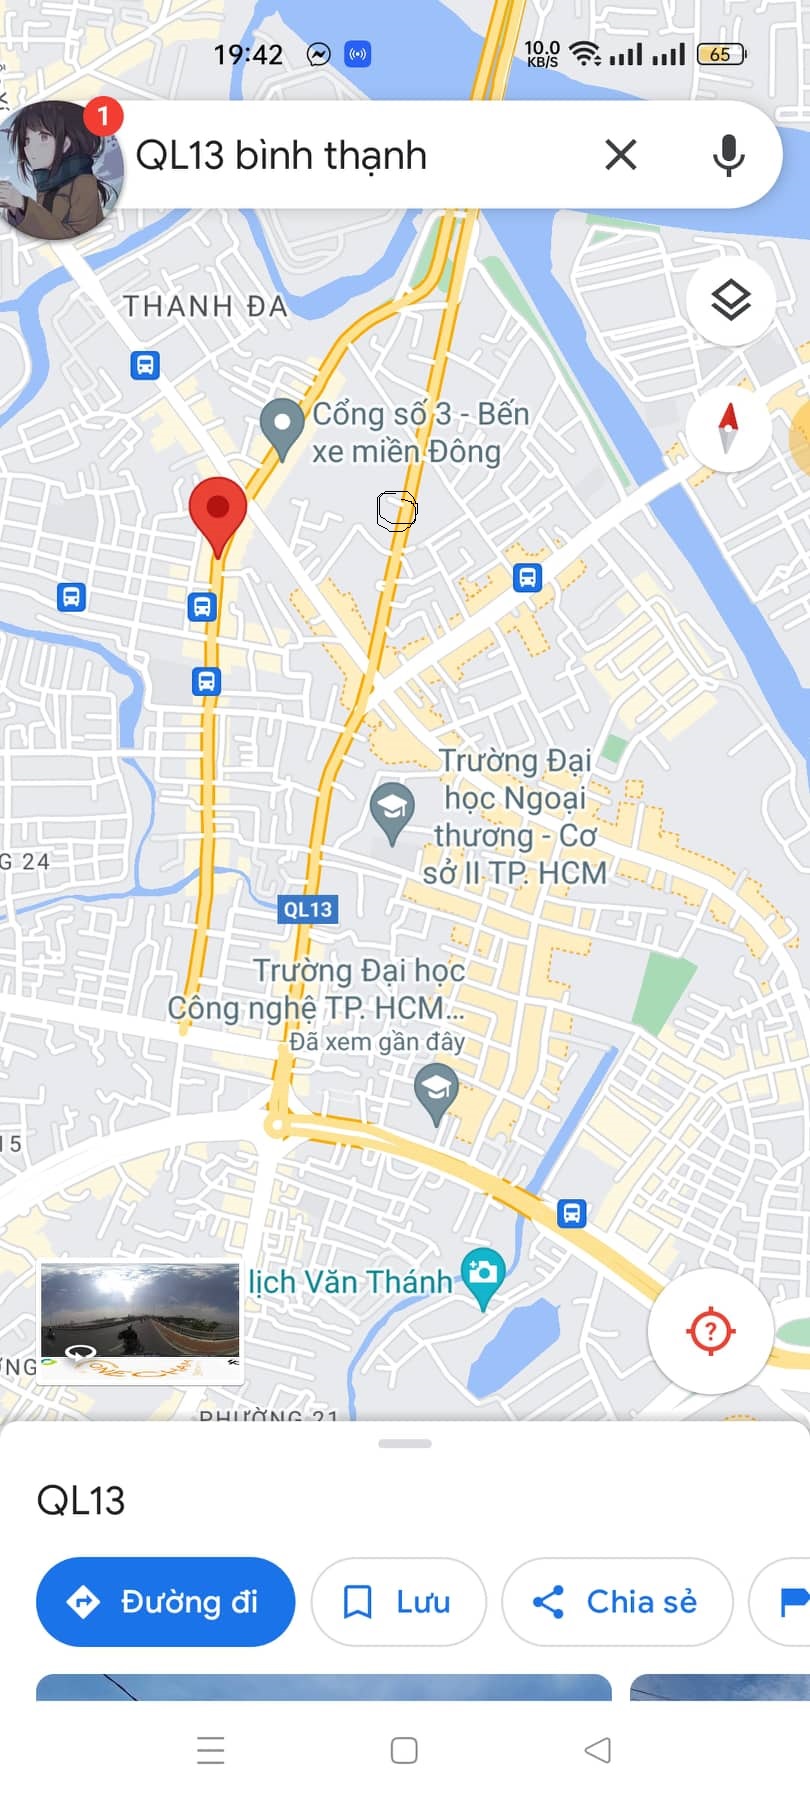 19:42
10.0
KB/S
65
1
QL13 bình thạnh
THANH ĐA
Cổng số 3 - Bến
xe miền Đông
Trường Đại
học Ngoại
thương - Cơ
sở II TP. HCM
G 24
QL13
Trường Đại học
Công nghệ TP. HCM...
Đã xem gần đây
15
lịch Văn Thánh
?
PHƯỜNG 21
QL13
Đường đi
Lưu
Chia sẻ